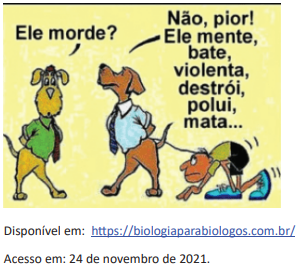 Ele morde?
Não, pior!
Ele mente,
bate,
violenta,
destrói,
polui,
mata...
Disponível em: https://biologiaparabiologos.com.br/
Acesso em: 24 de novembro de 2021.